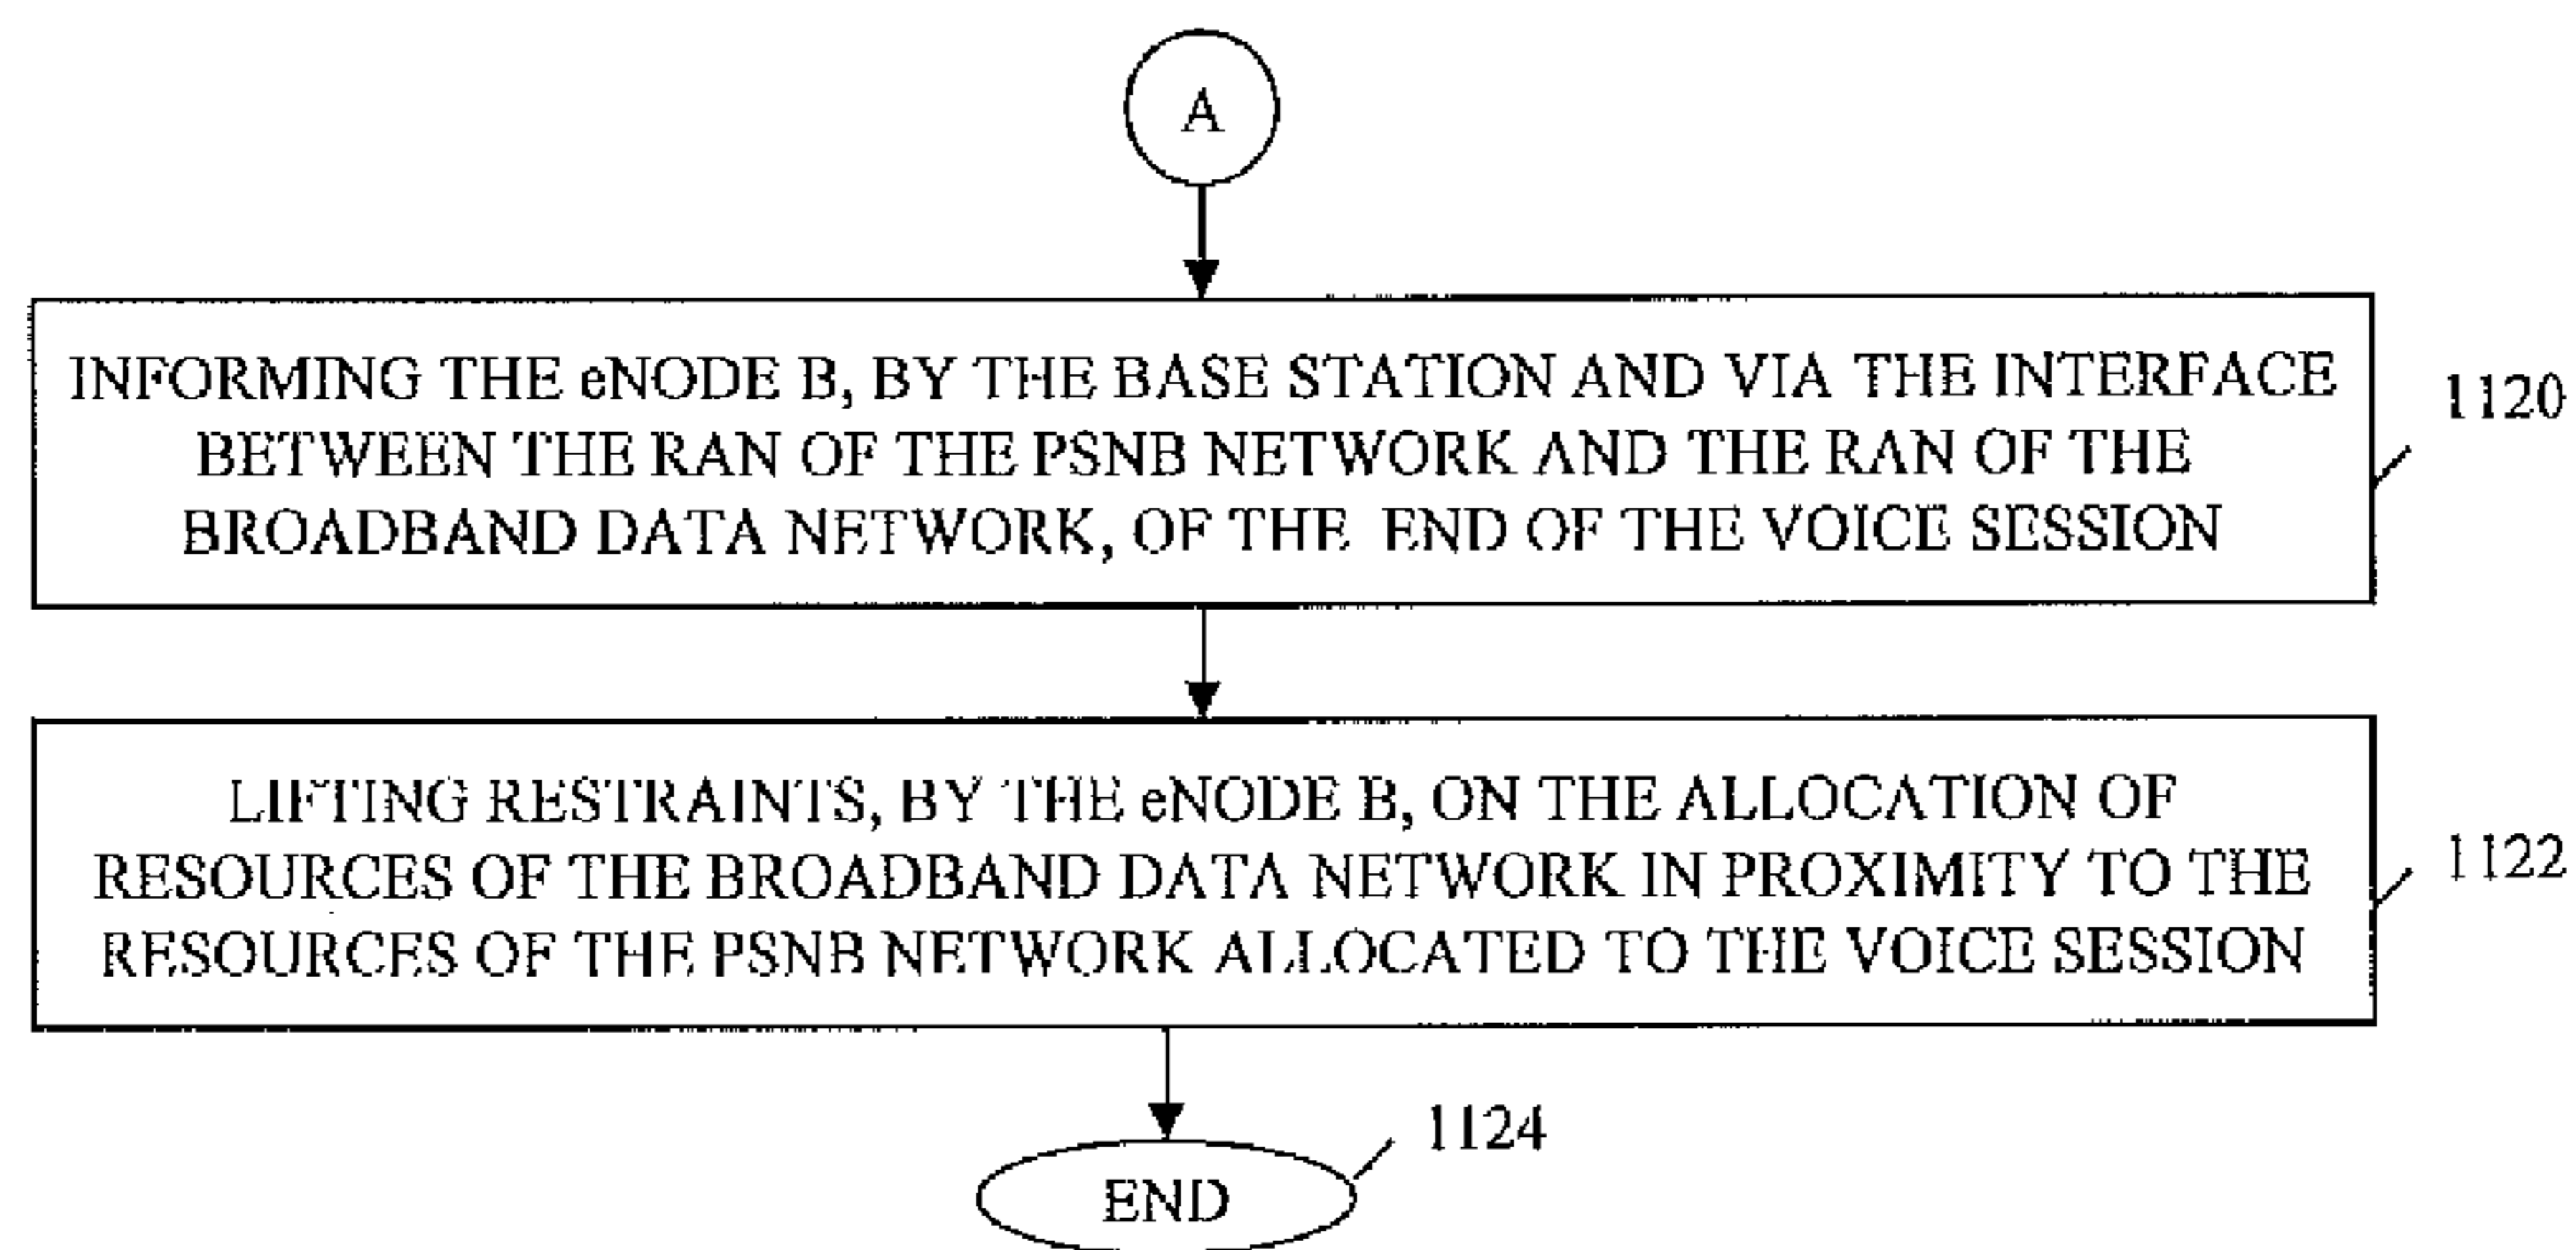 A
INFORMING THE eNODE B, BY THE BASE STATION AND VIA THE INTERFACE
BETWEEN THE RAN OF THE PSNB NETWORK AND THE RAN OF THE
BROADBAND DATA NETWORK, OF THE END OF THE VOICE SESSION
1120
LIFTING RESTRAINTS, BY THE eNODE B, ON THE ALLOCATION OF
RESOURCES OF THE BROADBAND DATA NETWORK IN PROXIMITY TO THE
RESOURCES OF THE PSNB NETWORK ALLOCATED TO THE VOICE SESSION
1122
1124
END